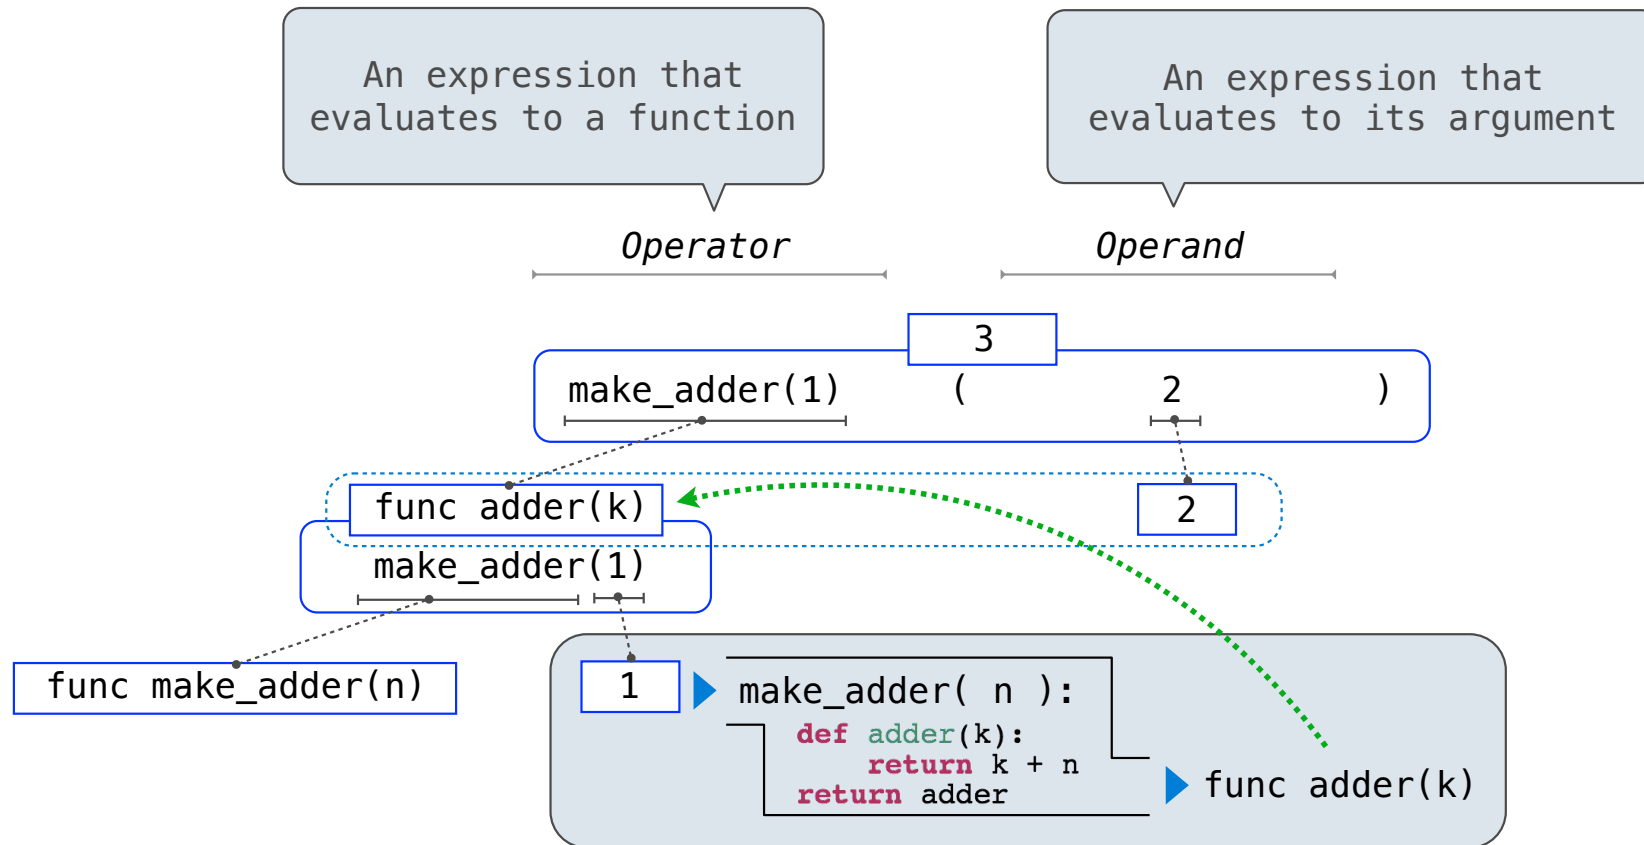 An expression that
evaluates to a function
An expression that
evaluates to its argument
Operator
Operand
3
make_adder(1) ( 2 )
func adder(k)
2
make_adder(1)
func make_adder(n)
1
make_adder( n ):
def adder(k):
return k + n
return adder
func adder(k)